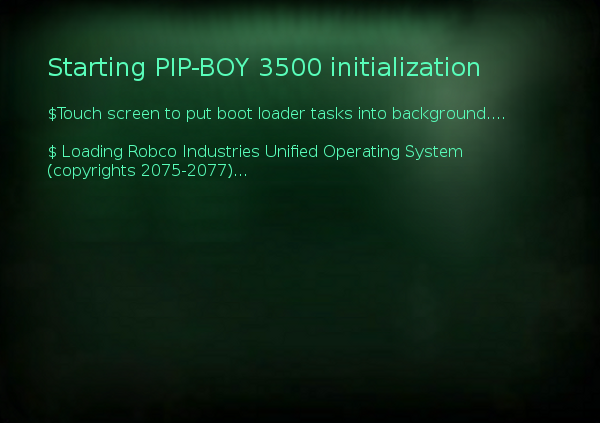 Starting PIP-BOY 3500 initialization
$Touch screen to put boot loader tasks into background....
$ Loading Robco Industries Unified Operating System
(copyrights 2075-2077)...